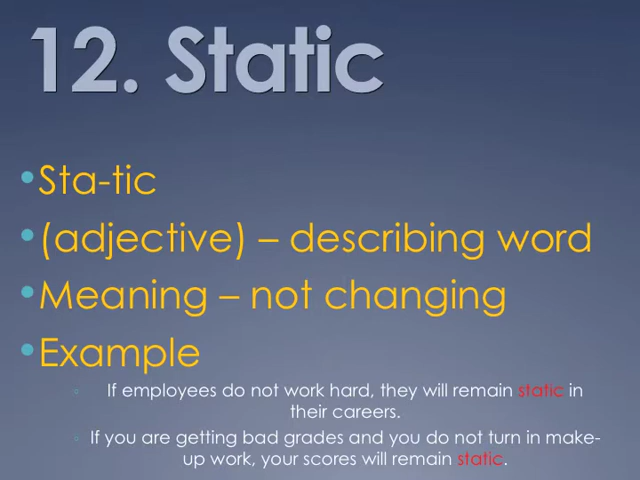 12. Static
•Sta-tic
•(adjective) – describing word
•Meaning – not changing
•Example
◦ If employees do not work hard, they will remain static in
their careers.
◦ If you are getting bad grades and you do not turn in make-
up work, your scores will remain static.